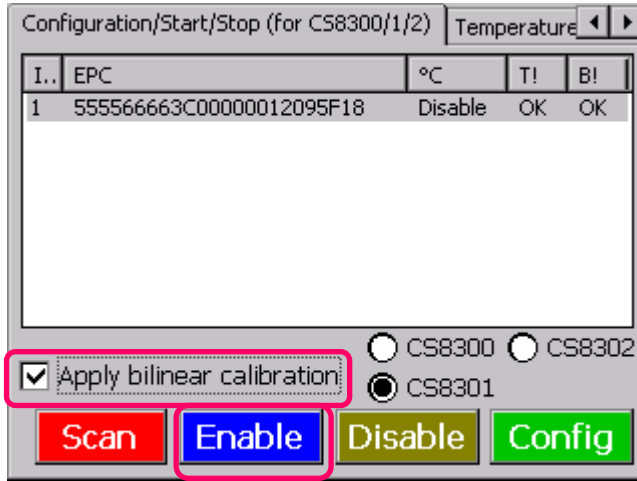 Configuration/Start/Stop (for CS8300/1/2) Temperature
I.. EPC °C T! B!
1 555566663C00000012095F18 Disable OK OK
CS8300 CS8302
Apply bilinear calibration CS8301
Scan Enable Disable Config